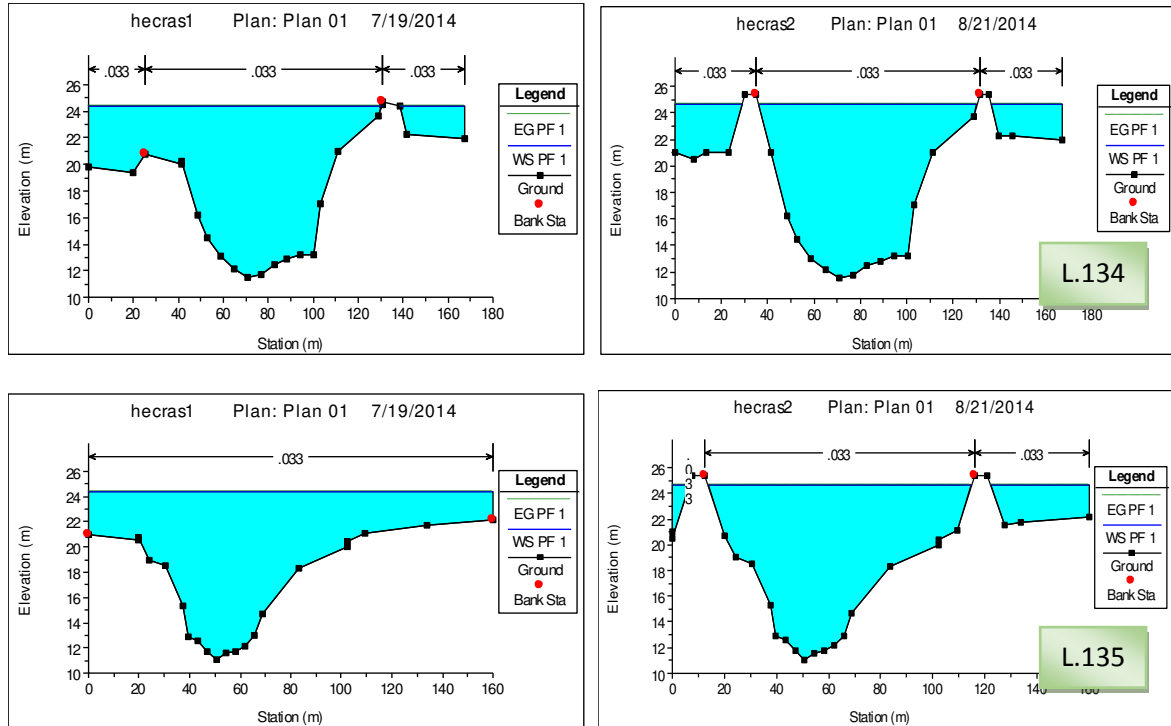 hecras1 Plan: Plan 01 7/19/2014
.033 .033 .033
Elevation (m)
26
24
22
20
18
16
14
12
10
0 20 40 60 80 100 120 140 160 180
Station (m)
Legend
EG PF 1
WS PF 1
Ground
Bank Sta
hecras2 Plan: Plan 01 8/21/2014
.033 .033 .033
Elevation (m)
26
24
22
20
18
16
14
12
10
0 20 40 60 80 100 120 140 160 180
Station (m)
Legend
EG PF 1
WS PF 1
Ground
Bank Sta
L.134
hecras1 Plan: Plan 01 7/19/2014
.033
Elevation (m)
26
24
22
20
18
16
14
12
10
0 20 40 60 80 100 120 140 160
Station (m)
Legend
EG PF 1
WS PF 1
Ground
Bank Sta
hecras2 Plan: Plan 01 8/21/2014
.033 .033 .033
Elevation (m)
26
24
22
20
18
16
14
12
10
0 20 40 60 80 100 120 140 160
Station (m)
Legend
EG PF 1
WS PF 1
Ground
Bank Sta
L.135